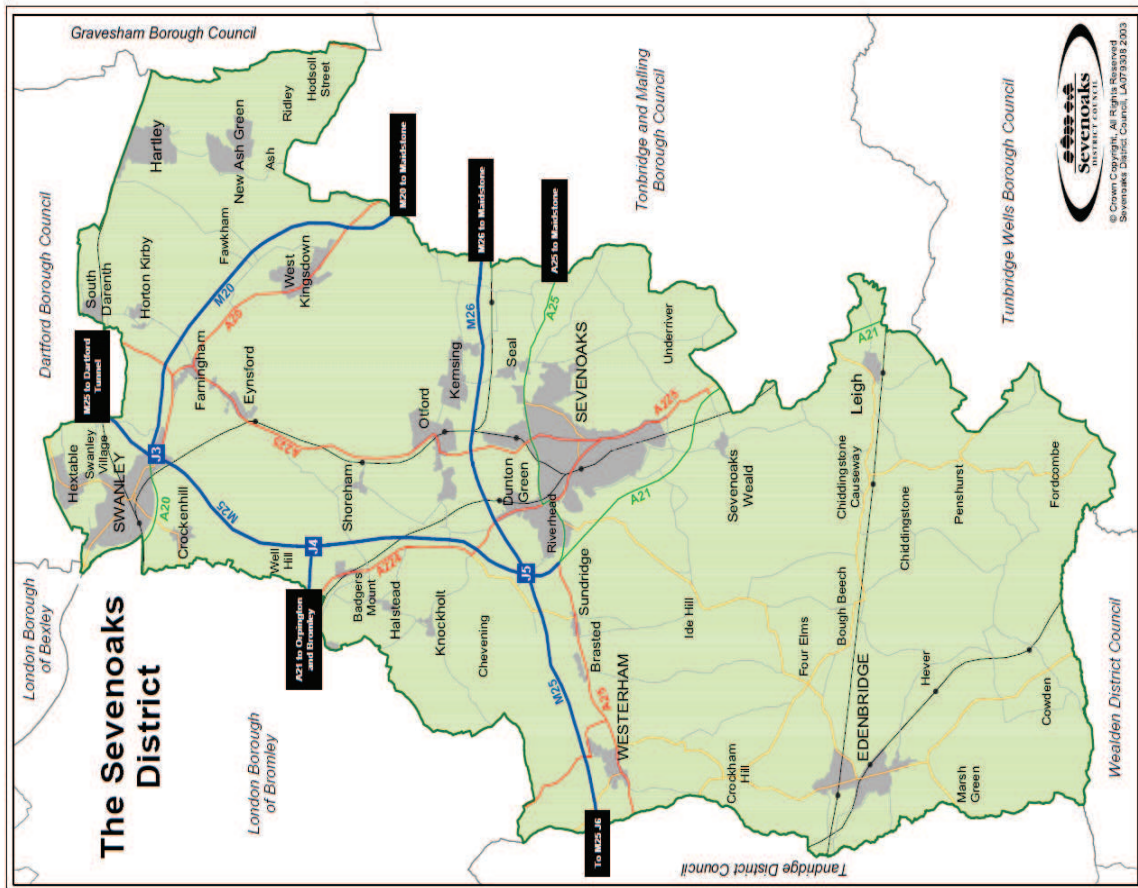 The Sevenoaks
District
London Borough
of Bexley
London Borough
of Bromley
Dartford Borough Council
Gravesham Borough Council
Tonbridge and Malling
Borough Council
Tunbridge Wells Borough Council
Wealden District Council
Tandridge District Council
M25 to Dartford
Tunnel
A21 to Orpington
and Bromley
To M25 J6
M20 to Maidstone
M26 to Maidstone
A25 to Maidstone
Hextable
Swanley
Village
SWANLEY
J3
A20
Crockenhill
M25
Well
Hill
J4
South
Darenth
Horton Kirby
Hartley
Fawkham
New Ash Green
Ash
Ridley
Hodsoll
Street
Farningham
M20
A20
West
Kingsdown
Eynsford
A225
Shoreham
Badgers
Mount
A224
Halstead
Knockholt
Chevening
Otford
Kemsing
M26
Seal
A25
Dunton
Green
SEVENOAKS
Riverhead
J5
A225
A21
Underriver
Sundridge
Brasted
M25
A25
WESTERHAM
Ide Hill
Sevenoaks
Weald
Crockham
Hill
Four Elms
Bough Beech
Chiddingstone
Causeway
Leigh
A21
EDENBRIDGE
Hever
Chiddingstone
Penshurst
Marsh
Green
Cowden
Fordcombe
Sevenoaks
DISTRICT COUNCIL
© Crown Copyright, All Rights Reserved
Sevenoaks District Council, LA079308 2003